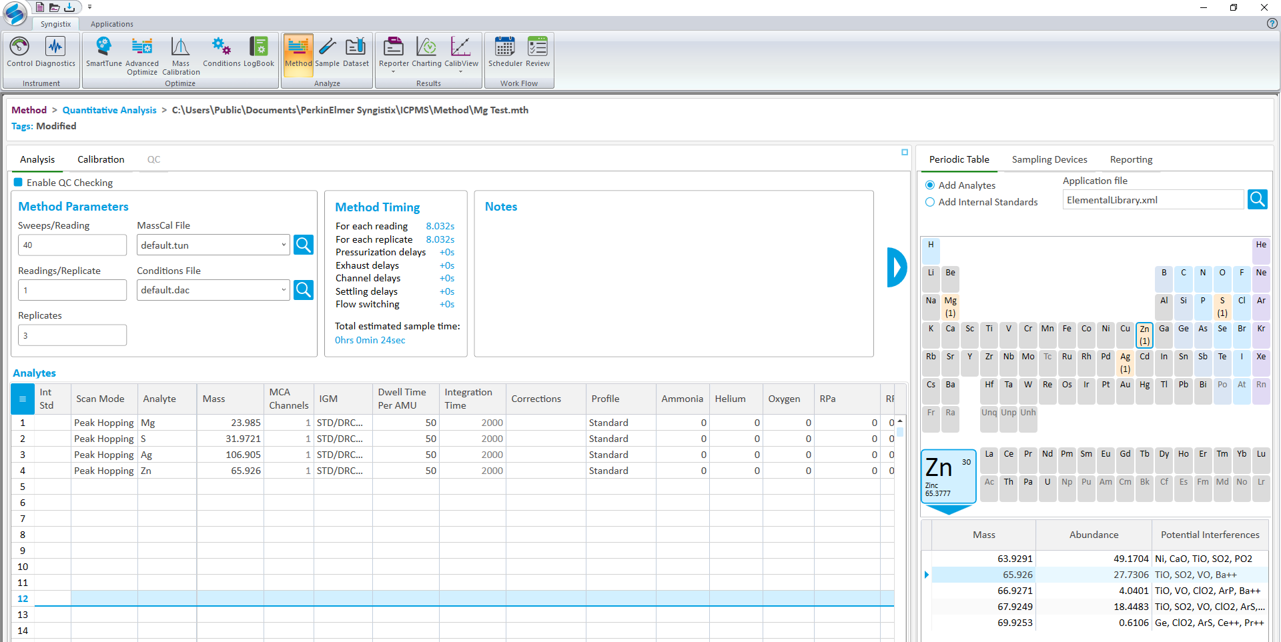 Syngistix Applications
Control Diagnostics SmartTune Advanced Optimize Mass Calibration Conditions LogBook Method Sample Dataset Reporter Charting CalibView Scheduler Review
Instrument Optimize Analyze Results Work Flow
Method > Quantitative Analysis > C:\Users\Public\Documents\PerkinElmer Syngistix\ICPMS\Method\Mg Test.mth
Tags: Modified
Analysis Calibration QC
Enable QC Checking
Method Parameters
Sweeps/Reading MassCal File
40 default.tun
Readings/Replicate Conditions File
1 default.dac
Replicates
3
Method Timing
For each reading 8.032s
For each replicate 8.032s
Pressurization delays +0s
Exhaust delays +0s
Channel delays +0s
Settling delays +0s
Flow switching +0s
Total estimated sample time:
0hrs 0min 24sec
Notes
Analytes
Int Std Scan Mode Analyte Mass MCA Channels IGM Dwell Time Per AMU Integration Time Corrections Profile Ammonia Helium Oxygen RPa
1 Peak Hopping Mg 23.985 1 STD/DRC... 50 2000 Standard 0 0 0 0 0
2 Peak Hopping S 31.9721 1 STD/DRC... 50 2000 Standard 0 0 0 0 0
3 Peak Hopping Ag 106.905 1 STD/DRC... 50 2000 Standard 0 0 0 0 0
4 Peak Hopping Zn 65.926 1 STD/DRC... 50 2000 Standard 0 0 0 0 0
5
6
7
8
9
10
11
12
13
14
Periodic Table Sampling Devices Reporting
Add Analytes Application file
Add Internal Standards ElementalLibrary.xml
H He
Li Be B C N O F Ne
Na Mg (1) Al Si P S (1) Cl Ar
K Ca Sc Ti V Cr Mn Fe Co Ni Cu Zn (1) Ga Ge As Se Br Kr
Rb Sr Y Zr Nb Mo Tc Ru Rh Pd Ag (1) Cd In Sn Sb Te I Xe
Cs Ba Hf Ta W Re Os Ir Pt Au Hg Tl Pb Bi Po At Rn
Fr Ra Unq Unp Unh
La Ce Pr Nd Pm Sm Eu Gd Tb Dy Ho Er Tm Yb Lu
Ac Th Pa U Np Pu Am Cm Bk Cf Es Fm Md No Lr
Zn 30
Zinc
65.3777
Mass Abundance Potential Interferences
63.9291 49.1704 Ni, CaO, TiO, SO2, PO2
65.926 27.7306 TiO, SO2, VO, Ba++
66.9271 4.0401 TiO, VO, ClO2, ArP, Ba++
67.9249 18.4483 TiO, SO2, VO, ClO2, ArS,...
69.9253 0.6106 Ge, ClO2, ArS, Ce++, Pr++